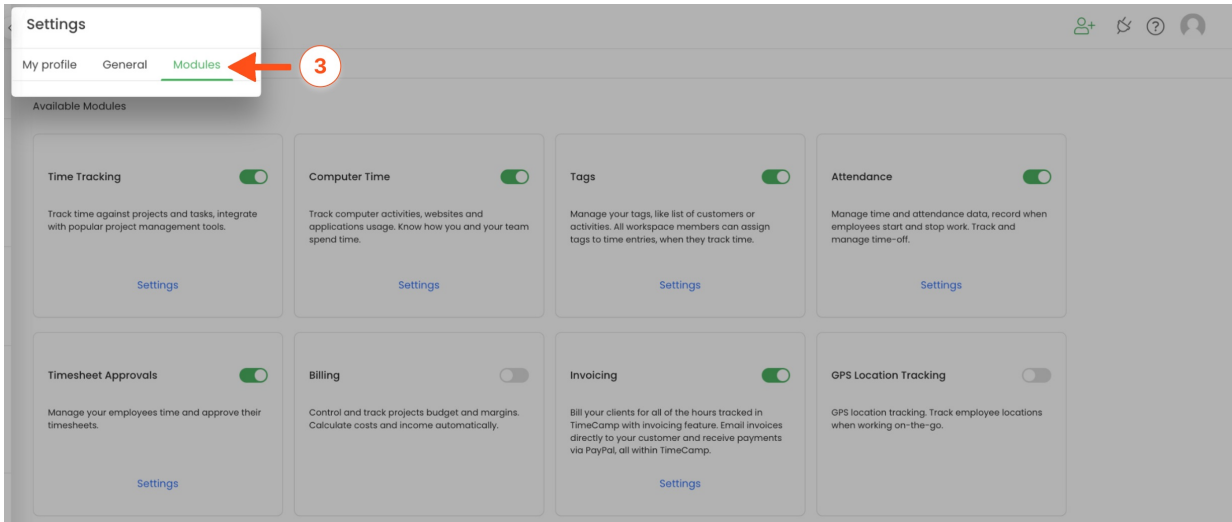 Settings
My profile General Modules
3
Available Modules
Time Tracking
Track time against projects and tasks, integrate
with popular project management tools.
Settings
Computer Time
Track computer activities, websites and
applications usage. Know how you and your team
spend time.
Settings
Tags
Manage your tags, like list of customers or
activities. All workspace members can assign
tags to time entries, when they track time.
Settings
Attendance
Manage time and attendance data, record when
employees start and stop work. Track and
manage time-off.
Settings
Timesheet Approvals
Manage your employees time and approve their
timesheets.
Settings
Billing
Control and track projects budget and margins.
Calculate costs and income automatically.
Invoicing
Bill your clients for all of the hours tracked in
TimeCamp with invoicing feature. Email invoices
directly to your customer and receive payments
via PayPal, all within TimeCamp.
Settings
GPS Location Tracking
GPS location tracking. Track employee locations
when working on-the-go.